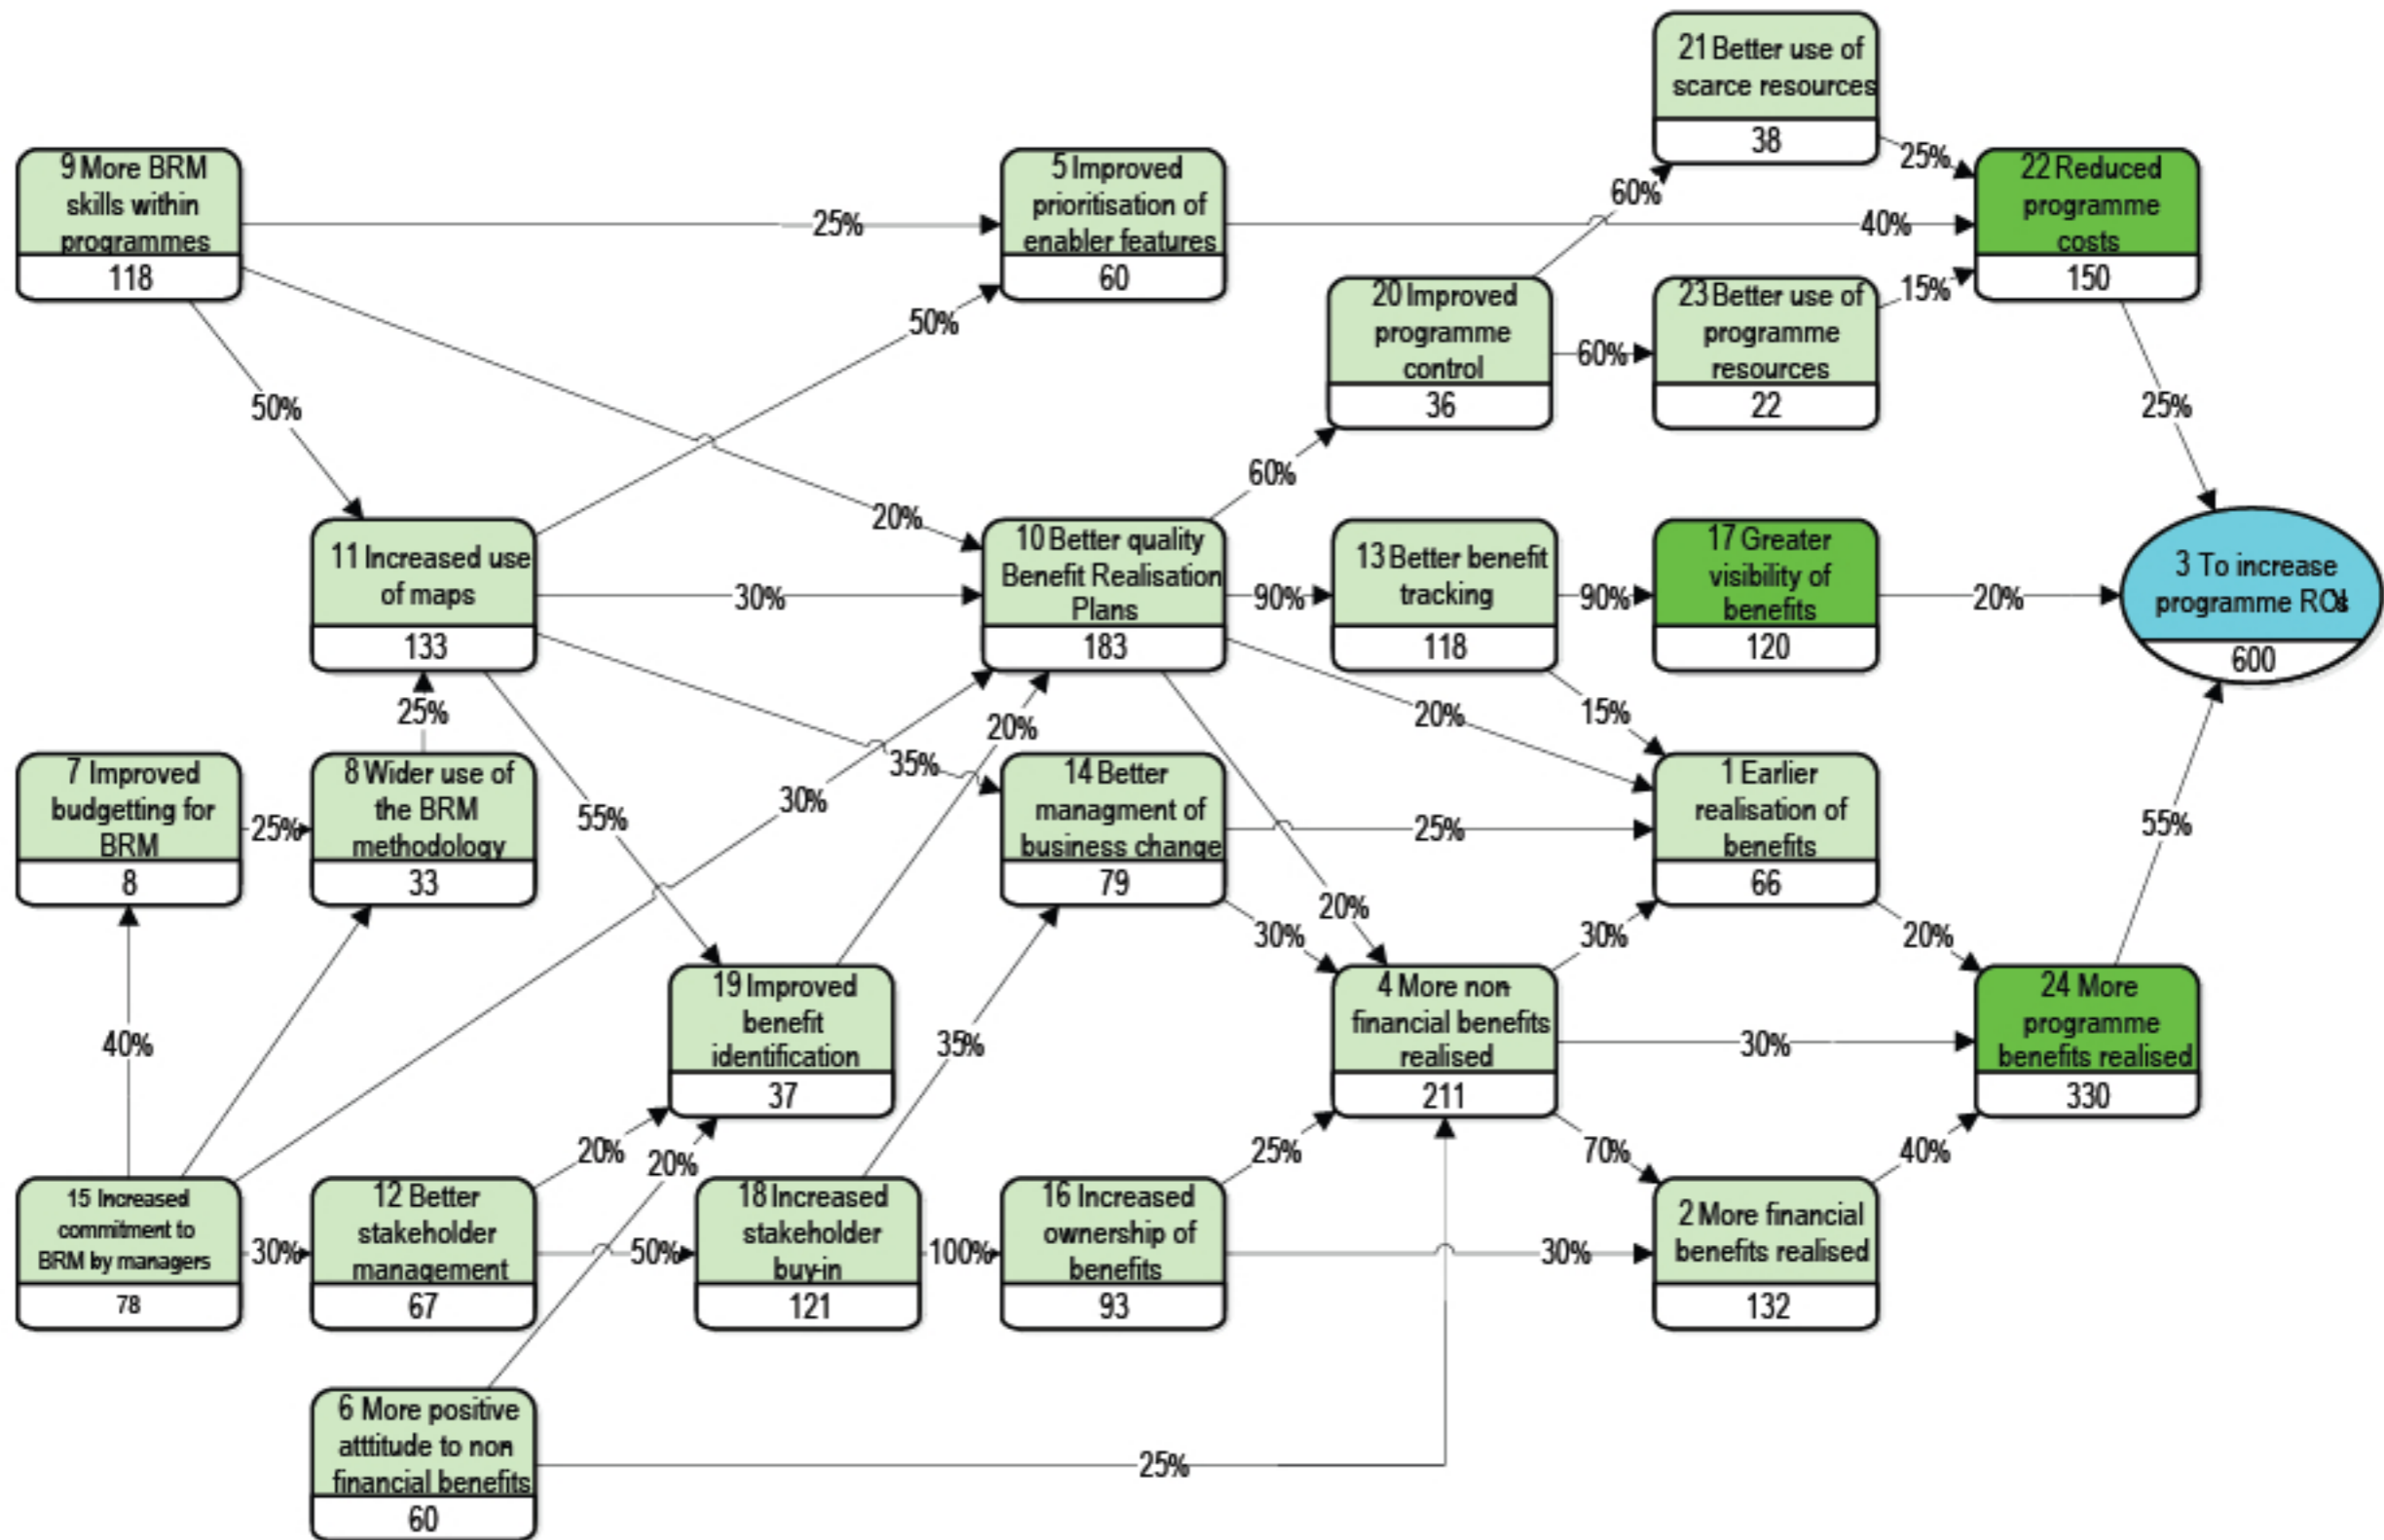 21 Better use of
scarce resources
38
25%
9 More BRM
skills within
programmes
118
25%
5 Improved
prioritisation of
enabler features
60
60%
40%
22 Reduced
programme
costs
150
20 Improved
programme
control
36
60%
23 Better use of
programme
resources
22
15%
50%
50%
25%
60%
20%
11 Increased use
of maps
133
30%
10 Better quality
Benefit Realisation
Plans
183
90%
13 Better benefit
tracking
118
90%
17 Greater
visibility of
benefits
120
20%
3 To increase
programme
600
25%
20%
20%
15%
7 Improved
budgetting for
BRM
8
25%
8 Wider use of
the BRM
methodology
33
55%
30%
35%
14 Better
managment of
business change
79
25%
1 Earlier
realisation of
benefits
66
55%
20%
30%
30%
20%
40%
19 Improved
benefit
identification
37
35%
4 More non-
financial benefits
realised
211
30%
24 More
programme
benefits realised
330
20%
20%
25%
70%
40%
15 Increased
commitment to
BRM by managers
78
30%
12 Better
stakeholder
management
67
50%
18 Increased
stakeholder
buy-in
121
100%
16 Increased
ownership of
benefits
93
30%
2 More financial
benefits realised
132
6 More positive
atttitude to non
financial benefits
60
25%